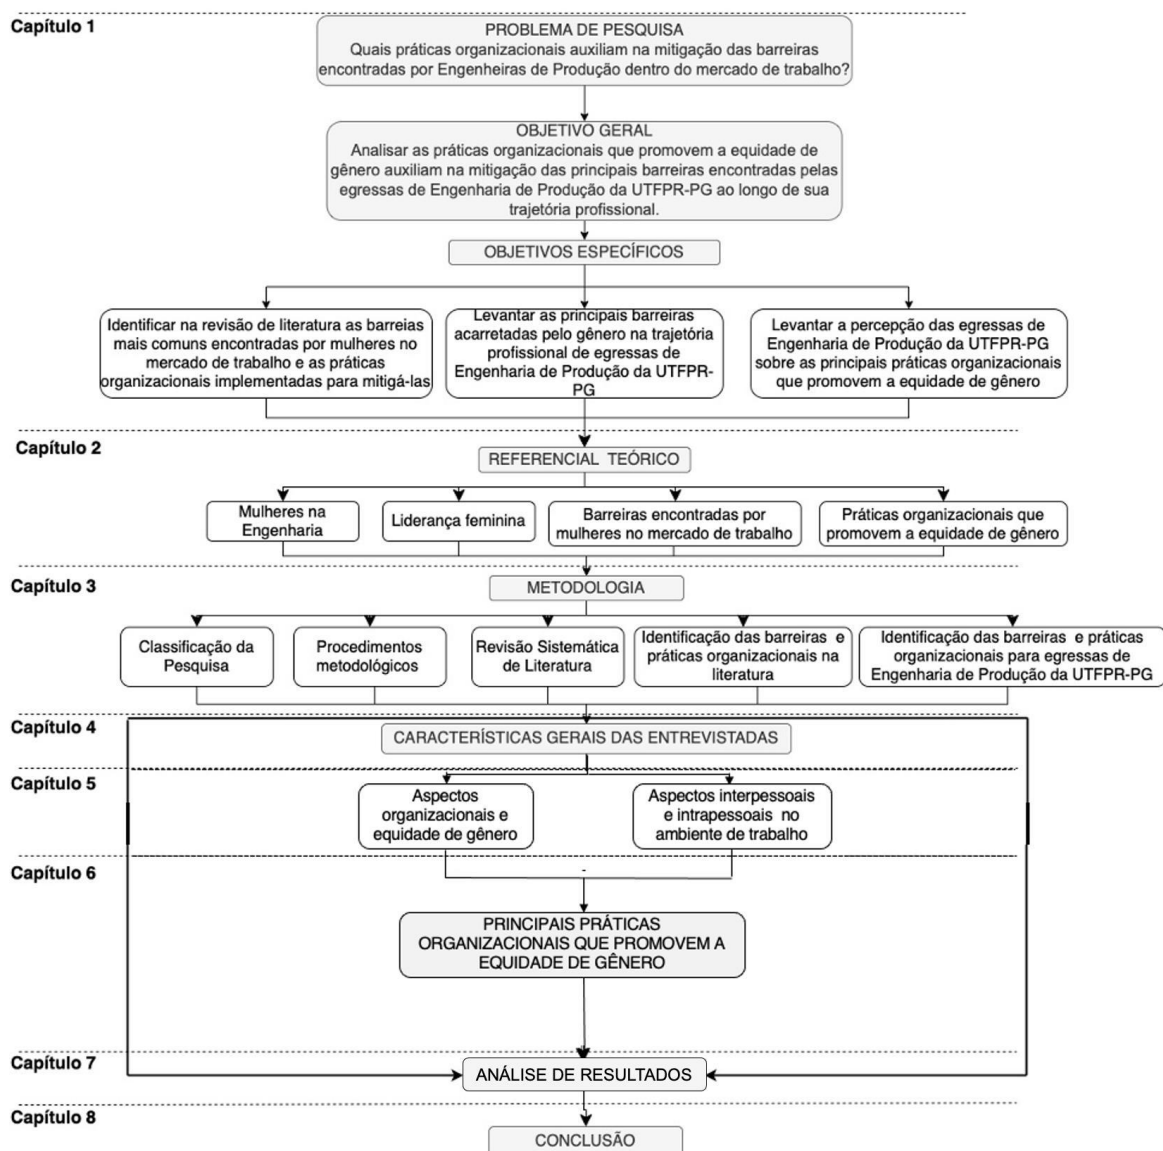 Capítulo 1
PROBLEMA DE PESQUISA
Quais práticas organizacionais auxiliam na mitigação das barreiras
encontradas por Engenheiras de Produção dentro do mercado de trabalho?
OBJETIVO GERAL
Analisar as práticas organizacionais que promovem a equidade de
gênero auxiliam na mitigação das principais barreiras encontradas pelas
egressas de Engenharia de Produção da UTFPR-PG ao longo de sua
trajetória profissional.
OBJETIVOS ESPECÍFICOS
Identificar na revisão de literatura as barreias
mais comuns encontradas por mulheres no
mercado de trabalho e as práticas
organizacionais implementadas para mitigá-las
Levantar as principais barreiras
acarretadas pelo gênero na trajetória
profissional de egressas de
Engenharia de Produção da UTFPR-
PG
Levantar a percepção das egressas de
Engenharia de Produção da UTFPR-PG
sobre as principais práticas organizacionais
que promovem a equidade de gênero
Capítulo 2
REFERENCIAL TEÓRICO
Mulheres na
Engenharia
Liderança feminina
Barreiras encontradas por
mulheres no mercado de trabalho
Práticas organizacionais que
promovem a equidade de gênero
Capítulo 3
METODOLOGIA
Classificação da
Pesquisa
Procedimentos
metodológicos
Revisão Sistemática
de Literatura
Identificação das barreiras e
práticas organizacionais na
literatura
Identificação das barreiras e práticas
organizacionais para egressas de
Engenharia de Produção da UTFPR-PG
Capítulo 4
CARACTERÍSTICAS GERAIS DAS ENTREVISTADAS
Capítulo 5
Aspectos
organizacionais e
equidade de gênero
Aspectos interpessoais
e intrapessoais no
ambiente de trabalho
Capítulo 6
PRINCIPAIS PRÁTICAS
ORGANIZACIONAIS QUE PROMOVEM A
EQUIDADE DE GÊNERO
Capítulo 7
ANÁLISE DE RESULTADOS
Capítulo 8
CONCLUSÃO